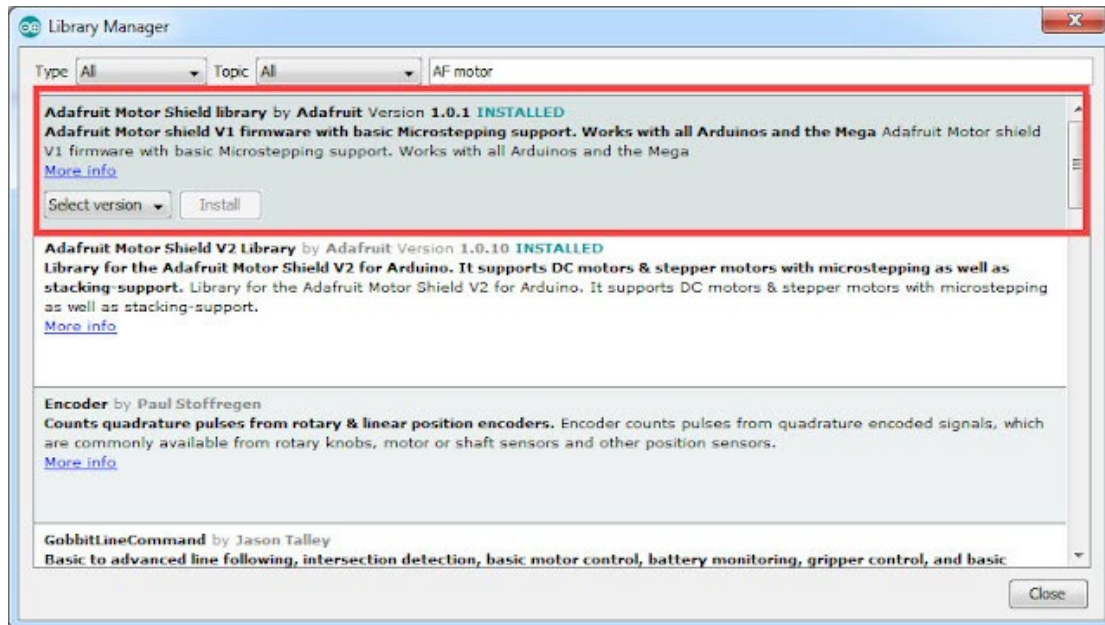 Library Manager
Type All Topic All AF motor
Adafruit Motor Shield library by Adafruit Version 1.0.1 INSTALLED
Adafruit Motor shield V1 firmware with basic Microstepping support. Works with all Arduinos and the Mega Adafruit Motor shield
V1 firmware with basic Microstepping support. Works with all Arduinos and the Mega
More info
Select version Install
Adafruit Motor Shield V2 Library by Adafruit Version 1.0.10 INSTALLED
Library for the Adafruit Motor Shield V2 for Arduino. It supports DC motors & stepper motors with microstepping as well as
stacking-support. Library for the Adafruit Motor Shield V2 for Arduino. It supports DC motors & stepper motors with microstepping
as well as stacking-support.
More info
Encoder by Paul Stoffregen
Counts quadrature pulses from rotary & linear position encoders. Encoder counts pulses from quadrature encoded signals, which
are commonly available from rotary knobs, motor or shaft sensors and other position sensors.
More info
GobbitLineCommand by Jason Talley
Basic to advanced line following, intersection detection, basic motor control, battery monitoring, gripper control, and basic
Close